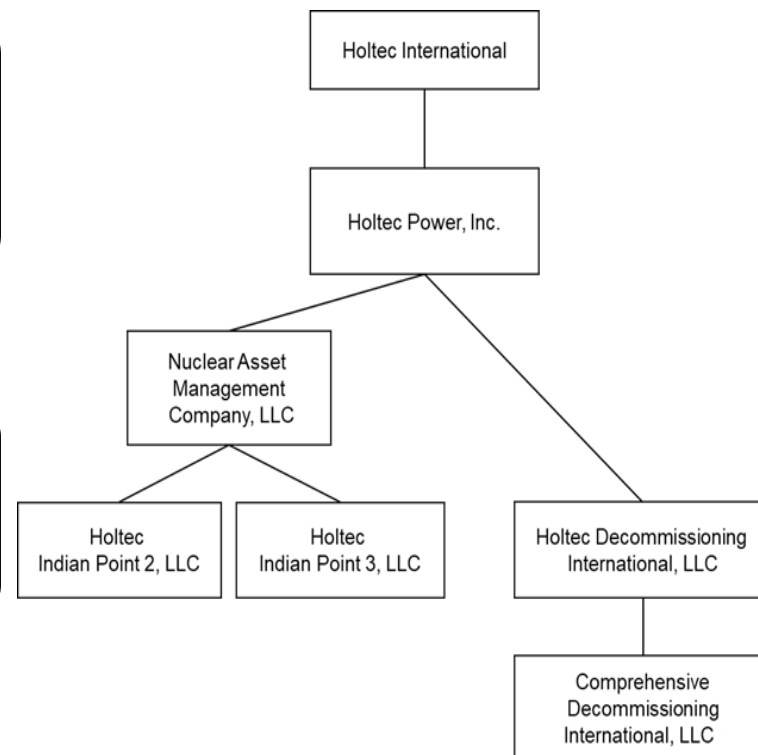 Holtec International
Holtec Power, Inc.
Nuclear Asset
Management
Company, LLC
Holtec
Indian Point 2, LLC
Holtec
Indian Point 3, LLC
Holtec Decommissioning
International, LLC
Comprehensive
Decommissioning
International, LLC